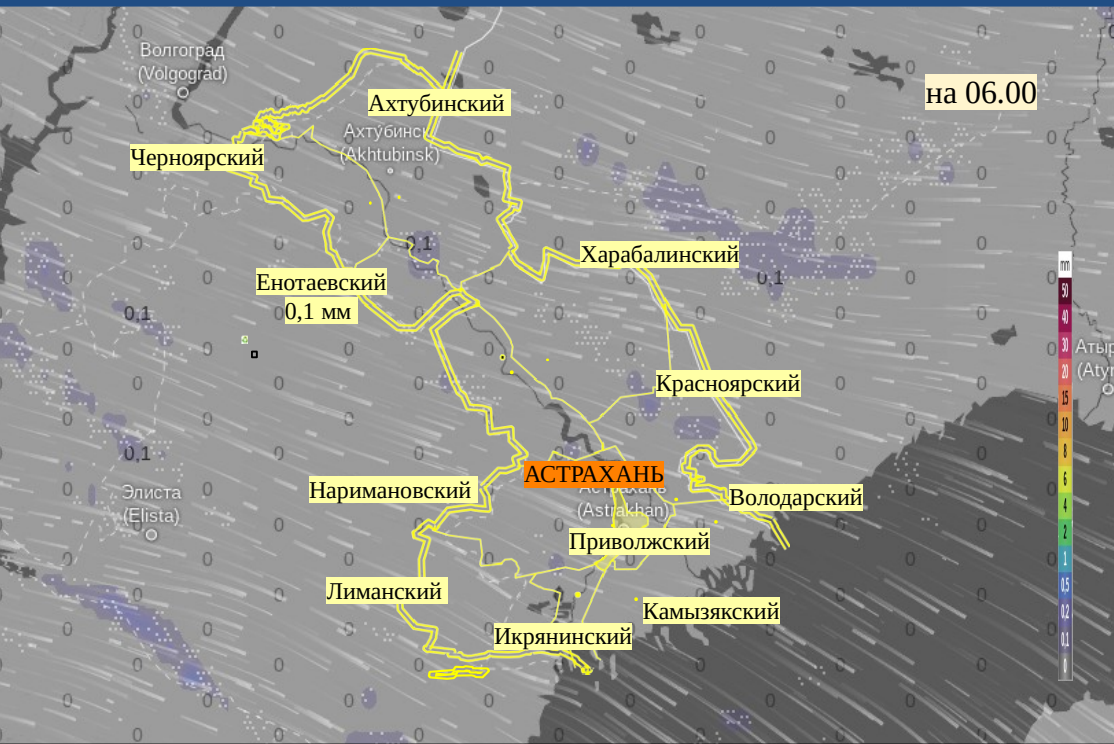 Волгоград
(Volgograd)
на 06.00
Ахтубинский
Ахтубинск
(Akhtubinsk)
Черноярский
0,1
Харабалинский
Енотаевский
0,1 мм
0,1
0,1
mm
50
40
30
20
15
10
8
6
4
2
1
0,5
0,2
0,1
0
Атыр
(Atyr
Красноярский
0,1
АСТРАХАНЬ
Астрахань
(Astrakhan)
Наримановский
Элиста
(Elista)
Володарский
Приволжский
Лиманский
Камызякский
Икрянинский